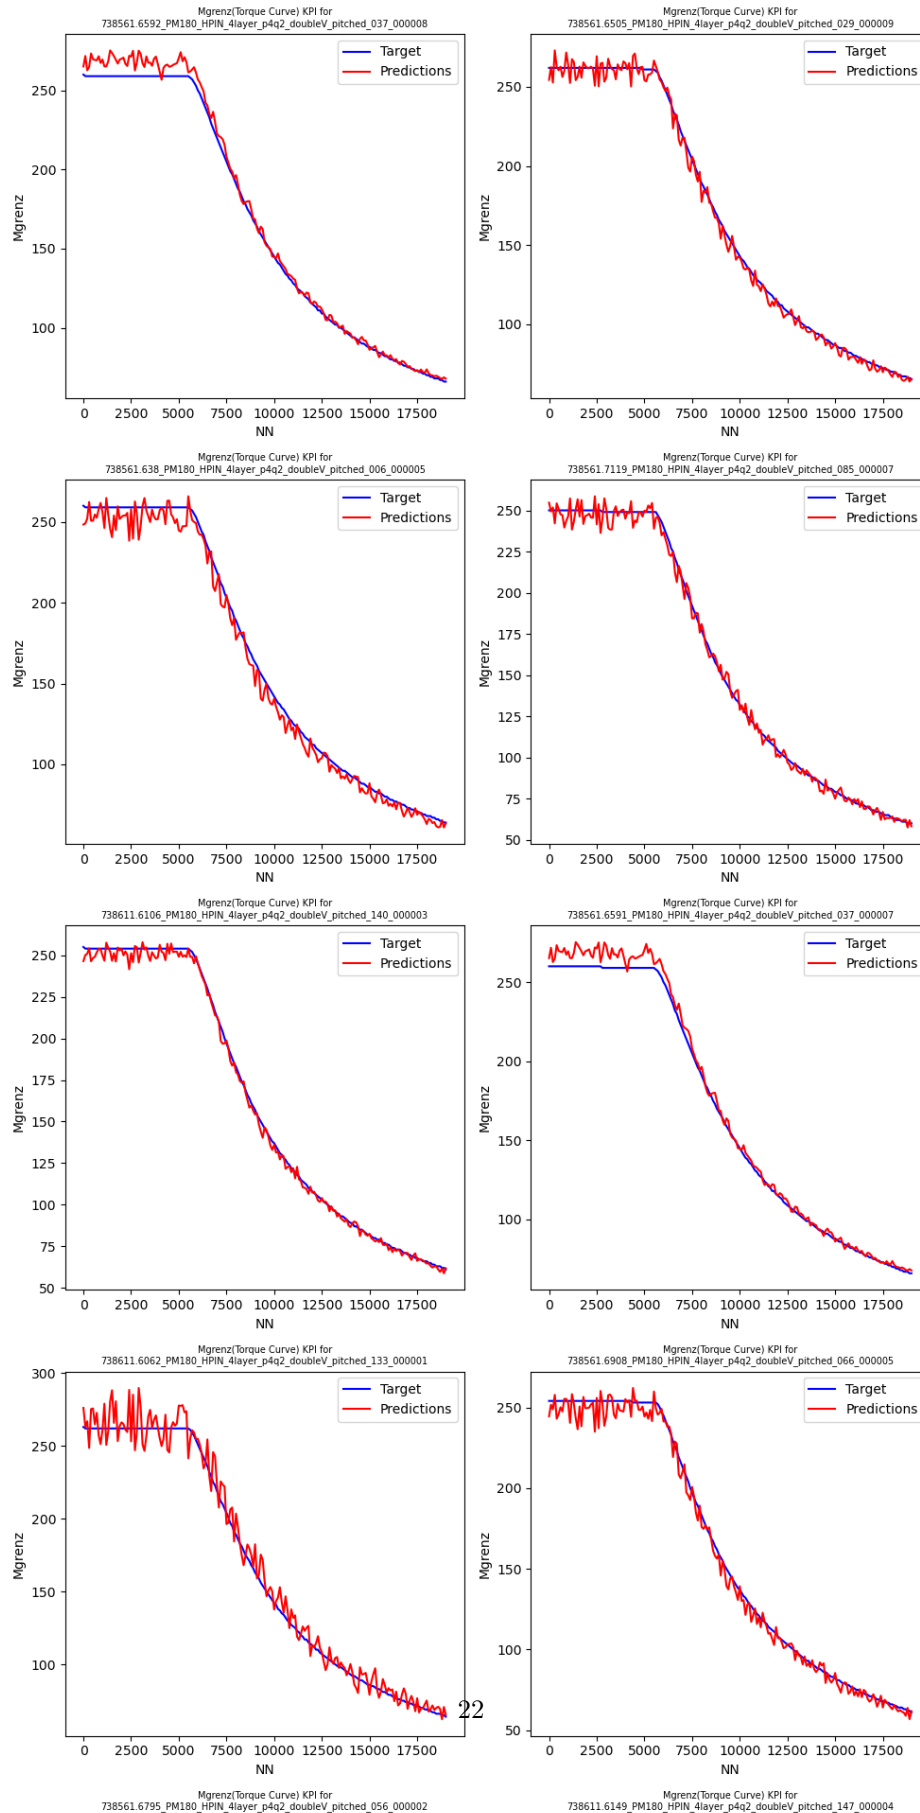 Mgrenz(Torque Curve) KPI for
738561.6592_PM180_HPIN_4layer_p4q2_doubleV_pitched_037_000008
Target
Predictions
Mgrenz
250
200
150
100
0 2500 5000 7500 10000 12500 15000 17500
NN
Mgrenz(Torque Curve) KPI for
738561.6505_PM180_HPIN_4layer_p4q2_doubleV_pitched_029_000009
Target
Predictions
Mgrenz
250
200
150
100
0 2500 5000 7500 10000 12500 15000 17500
NN
Mgrenz(Torque Curve) KPI for
738561.638_PM180_HPIN_4layer_p4q2_doubleV_pitched_006_000005
Target
Predictions
Mgrenz
250
200
150
100
0 2500 5000 7500 10000 12500 15000 17500
NN
Mgrenz(Torque Curve) KPI for
738561.7119_PM180_HPIN_4layer_p4q2_doubleV_pitched_085_000007
Target
Predictions
Mgrenz
250
225
200
175
150
125
100
75
50
0 2500 5000 7500 10000 12500 15000 17500
NN
Mgrenz(Torque Curve) KPI for
738611.6106_PM180_HPIN_4layer_p4q2_doubleV_pitched_140_000003
Target
Predictions
Mgrenz
250
225
200
175
150
125
100
75
50
0 2500 5000 7500 10000 12500 15000 17500
NN
Mgrenz(Torque Curve) KPI for
738561.6591_PM180_HPIN_4layer_p4q2_doubleV_pitched_037_000007
Target
Predictions
Mgrenz
250
200
150
100
0 2500 5000 7500 10000 12500 15000 17500
NN
Mgrenz(Torque Curve) KPI for
738611.6062_PM180_HPIN_4layer_p4q2_doubleV_pitched_133_000001
Target
Predictions
Mgrenz
300
250
200
150
100
0 2500 5000 7500 10000 12500 15000 17500
NN
Mgrenz(Torque Curve) KPI for
738561.6908_PM180_HPIN_4layer_p4q2_doubleV_pitched_066_000005
Target
Predictions
Mgrenz
250
200
150
100
50
0 2500 5000 7500 10000 12500 15000 17500
NN
22
Mgrenz(Torque Curve) KPI for
738561.6795_PM180_HPIN_4layer_p4q2_doubleV_pitched_056_000002
Mgrenz(Torque Curve) KPI for
738611.6149_PM180_HPIN_4layer_p4q2_doubleV_pitched_147_000004